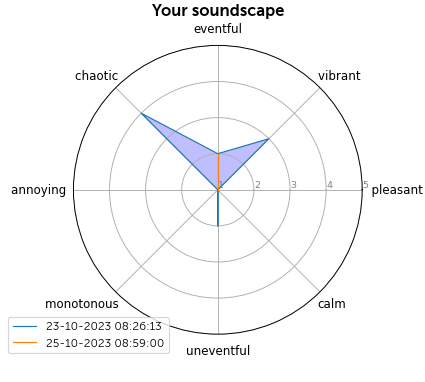 Your soundscape
eventful
chaotic
vibrant
annoying
1 2 3 4 5
pleasant
monotonous
calm
uneventful
23-10-2023 08:26:13
25-10-2023 08:59:00